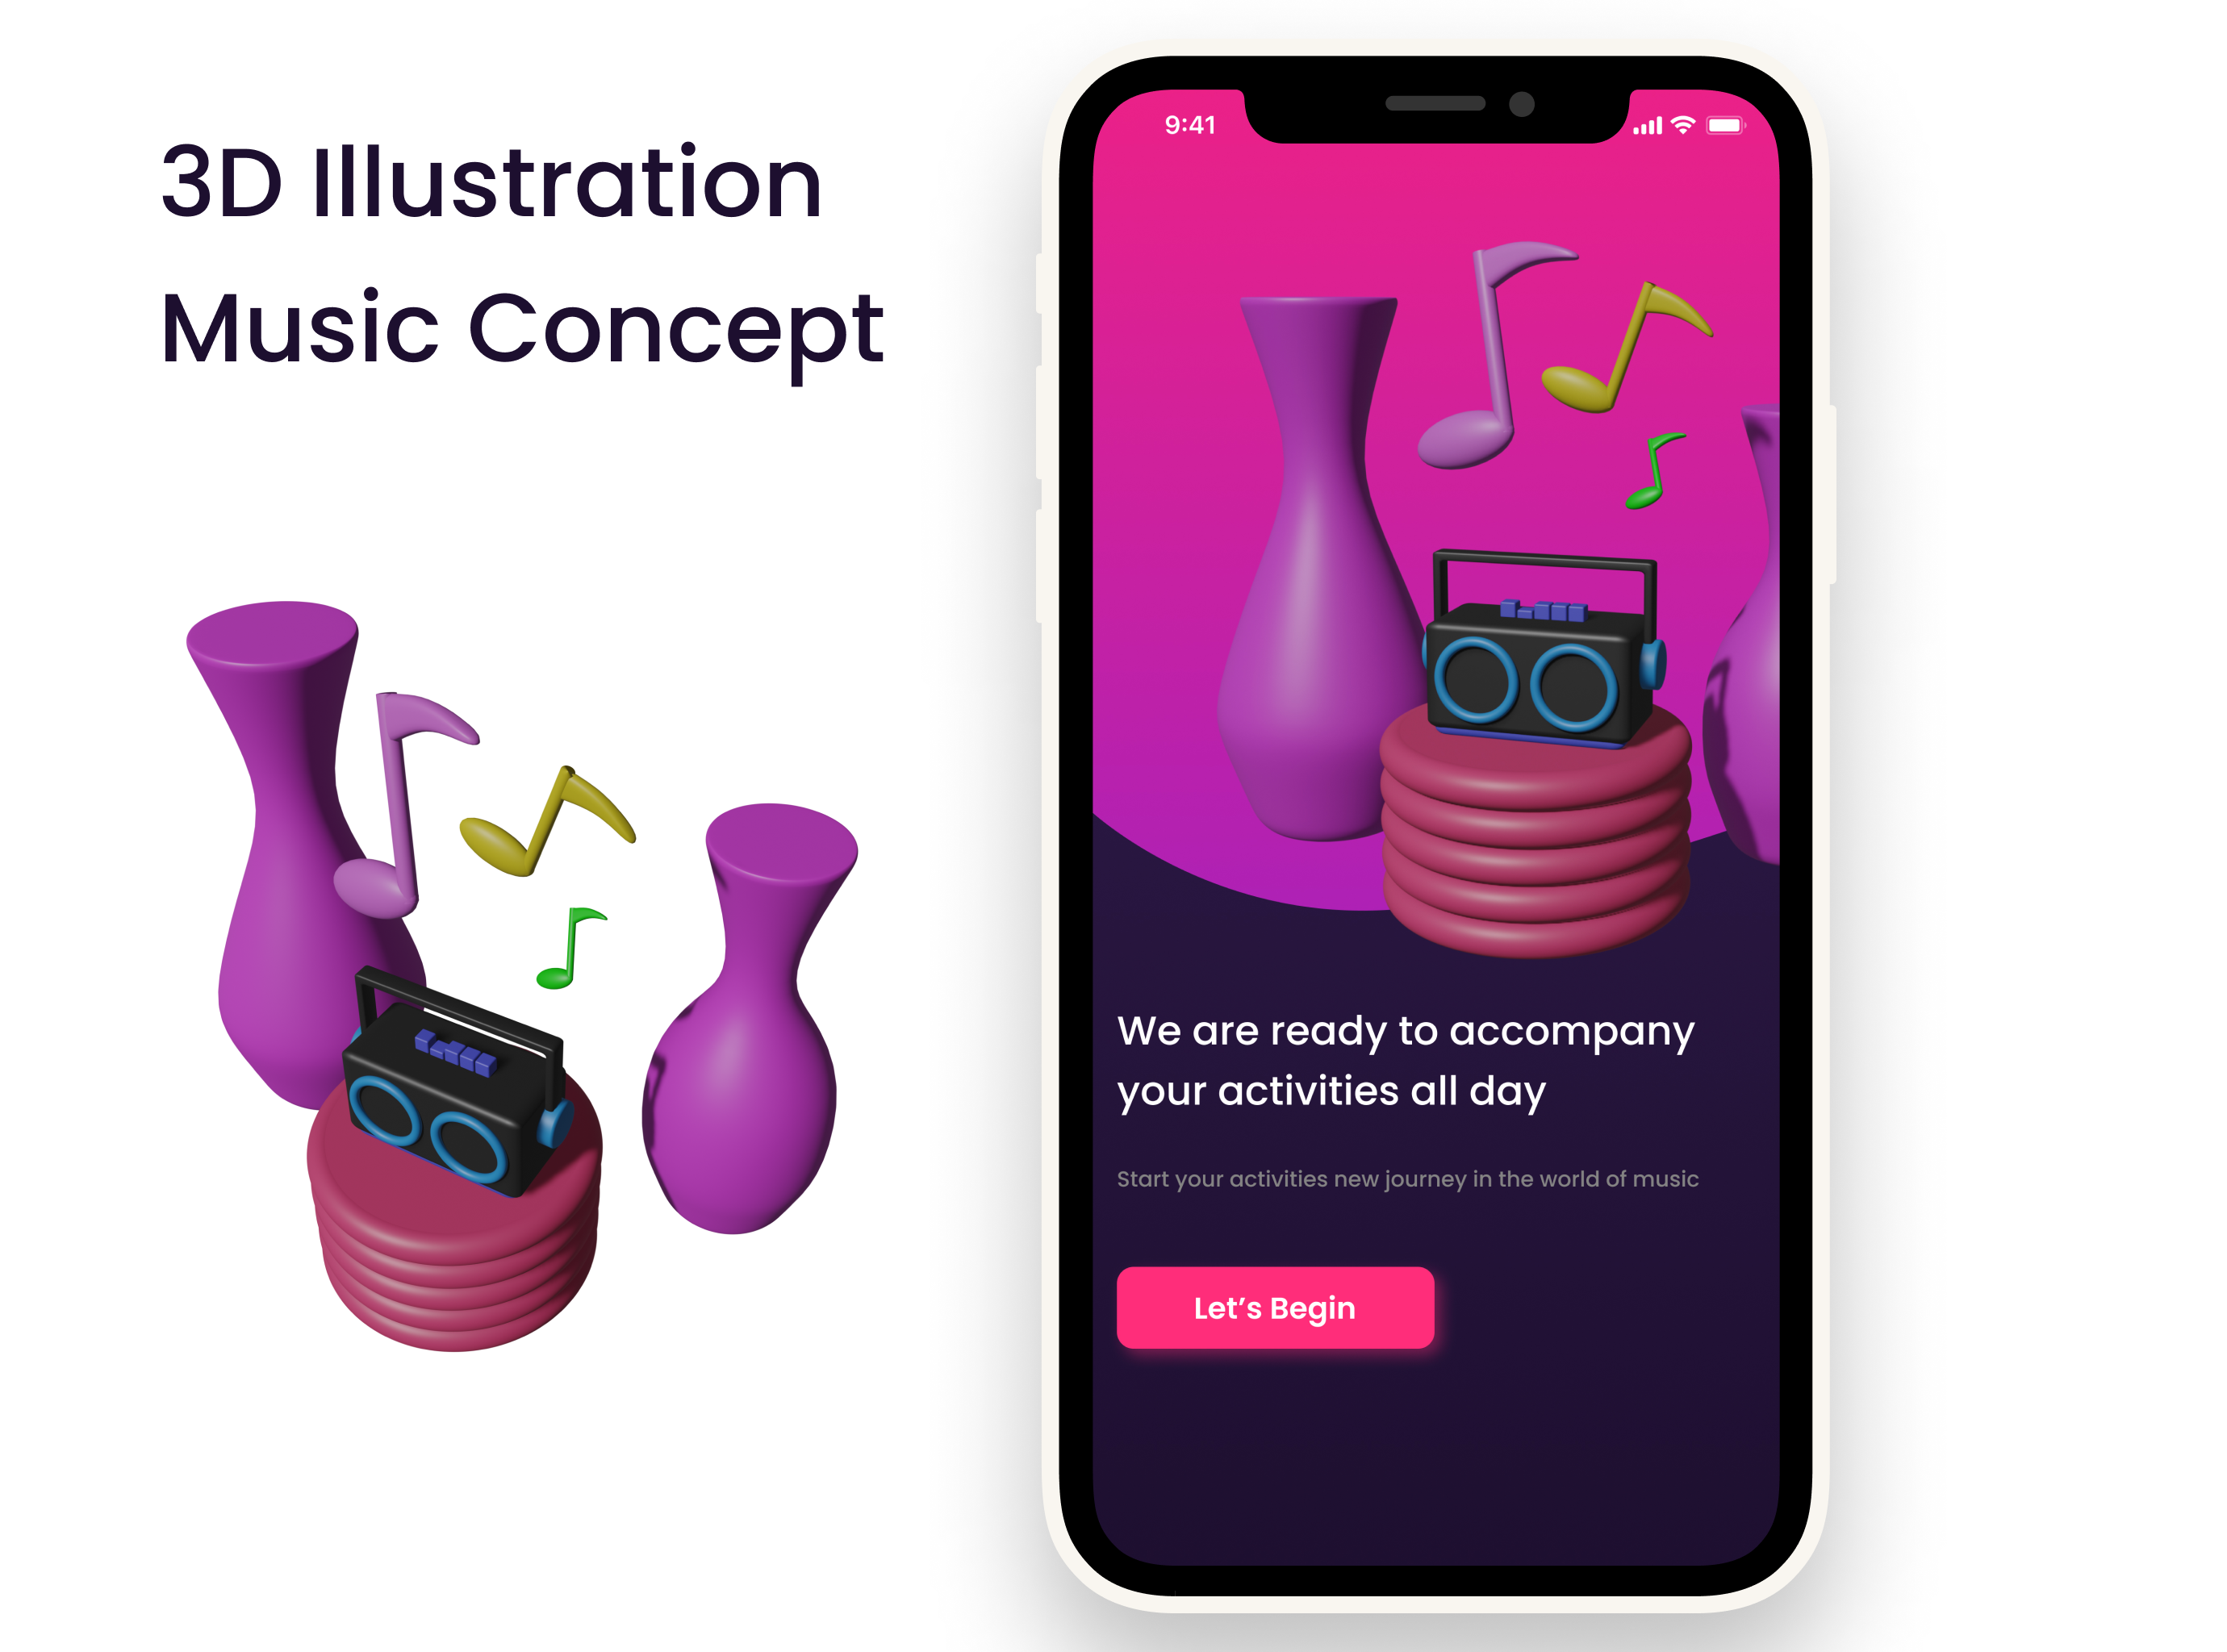 3D Illustration
Music Concept
9:41
We are ready to accompany
your activities all day
Start your activities new journey in the world of music
Let’s Begin